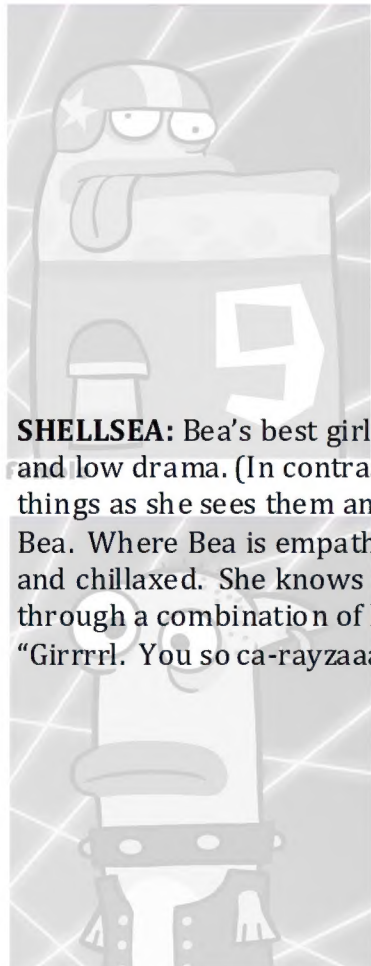 9
SHELLSEA: Bea's best girl
and low drama. (In contra
things as she sees them an
Bea. Where Bea is empath
and chillaxed. She knows
through a combination of
"Girrrrl. You so ca-rayzaaa